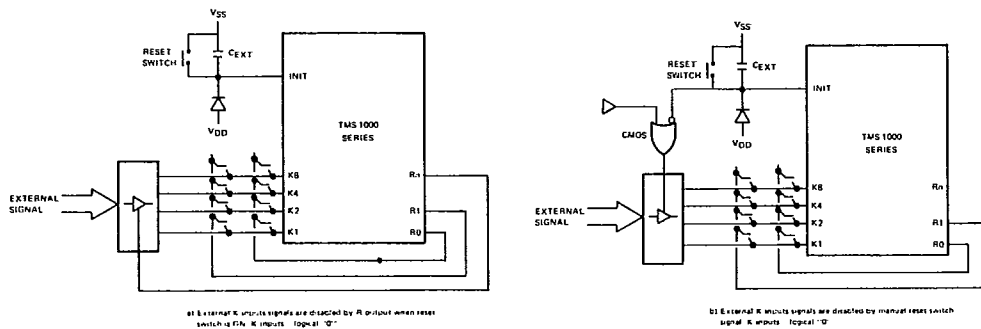 VSS
RESET
SWITCH
CEXT
INIT
VDD
TMS 1000
SERIES
EXTERNAL
SIGNAL
K8
K4
K2
K1
Rn
R1
R0
a) External K inputs signals are disabled by R output when reset
switch is ON. K inputs logical "0"
VSS
RESET
SWITCH
CEXT
INIT
CMOS
VDD
TMS 1000
SERIES
EXTERNAL
SIGNAL
K8
K4
K2
K1
Rn
R1
R0
b) External K inputs signals are disabled by manual reset switch
signal K inputs logical "0"